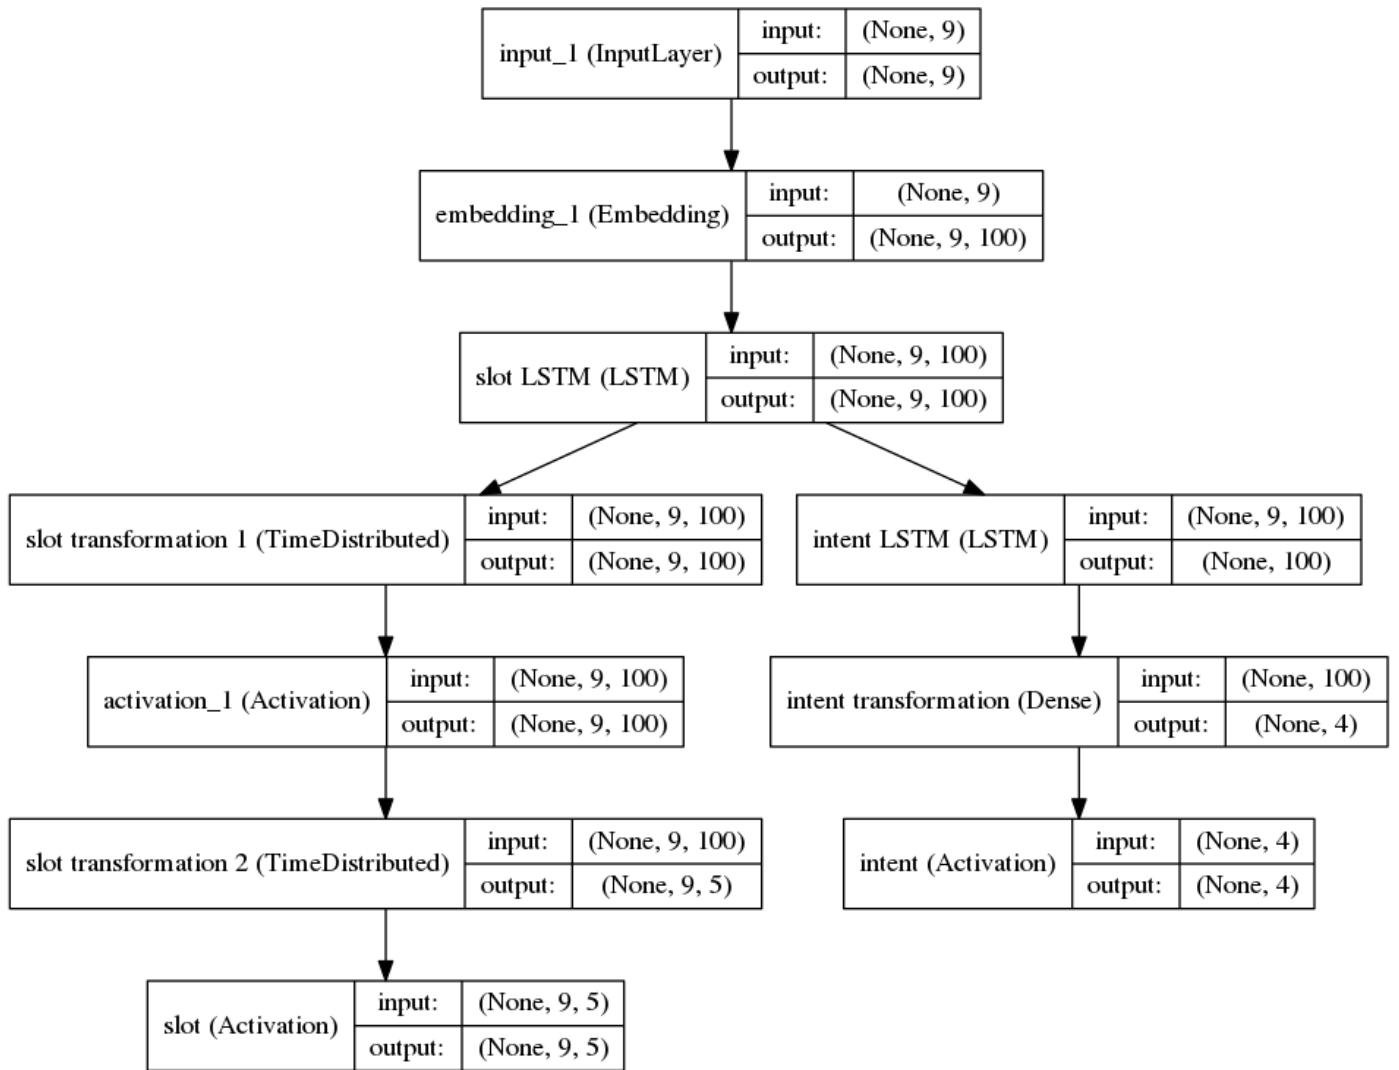 input_1 (InputLayer)
input: (None, 9)
output: (None, 9)
embedding_1 (Embedding)
input: (None, 9)
output: (None, 9, 100)
slot LSTM (LSTM)
input: (None, 9, 100)
output: (None, 9, 100)
slot transformation 1 (TimeDistributed)
input: (None, 9, 100)
output: (None, 9, 100)
intent LSTM (LSTM)
input: (None, 9, 100)
output: (None, 100)
activation_1 (Activation)
input: (None, 9, 100)
output: (None, 9, 100)
intent transformation (Dense)
input: (None, 100)
output: (None, 4)
slot transformation 2 (TimeDistributed)
input: (None, 9, 100)
output: (None, 9, 5)
intent (Activation)
input: (None, 4)
output: (None, 4)
slot (Activation)
input: (None, 9, 5)
output: (None, 9, 5)